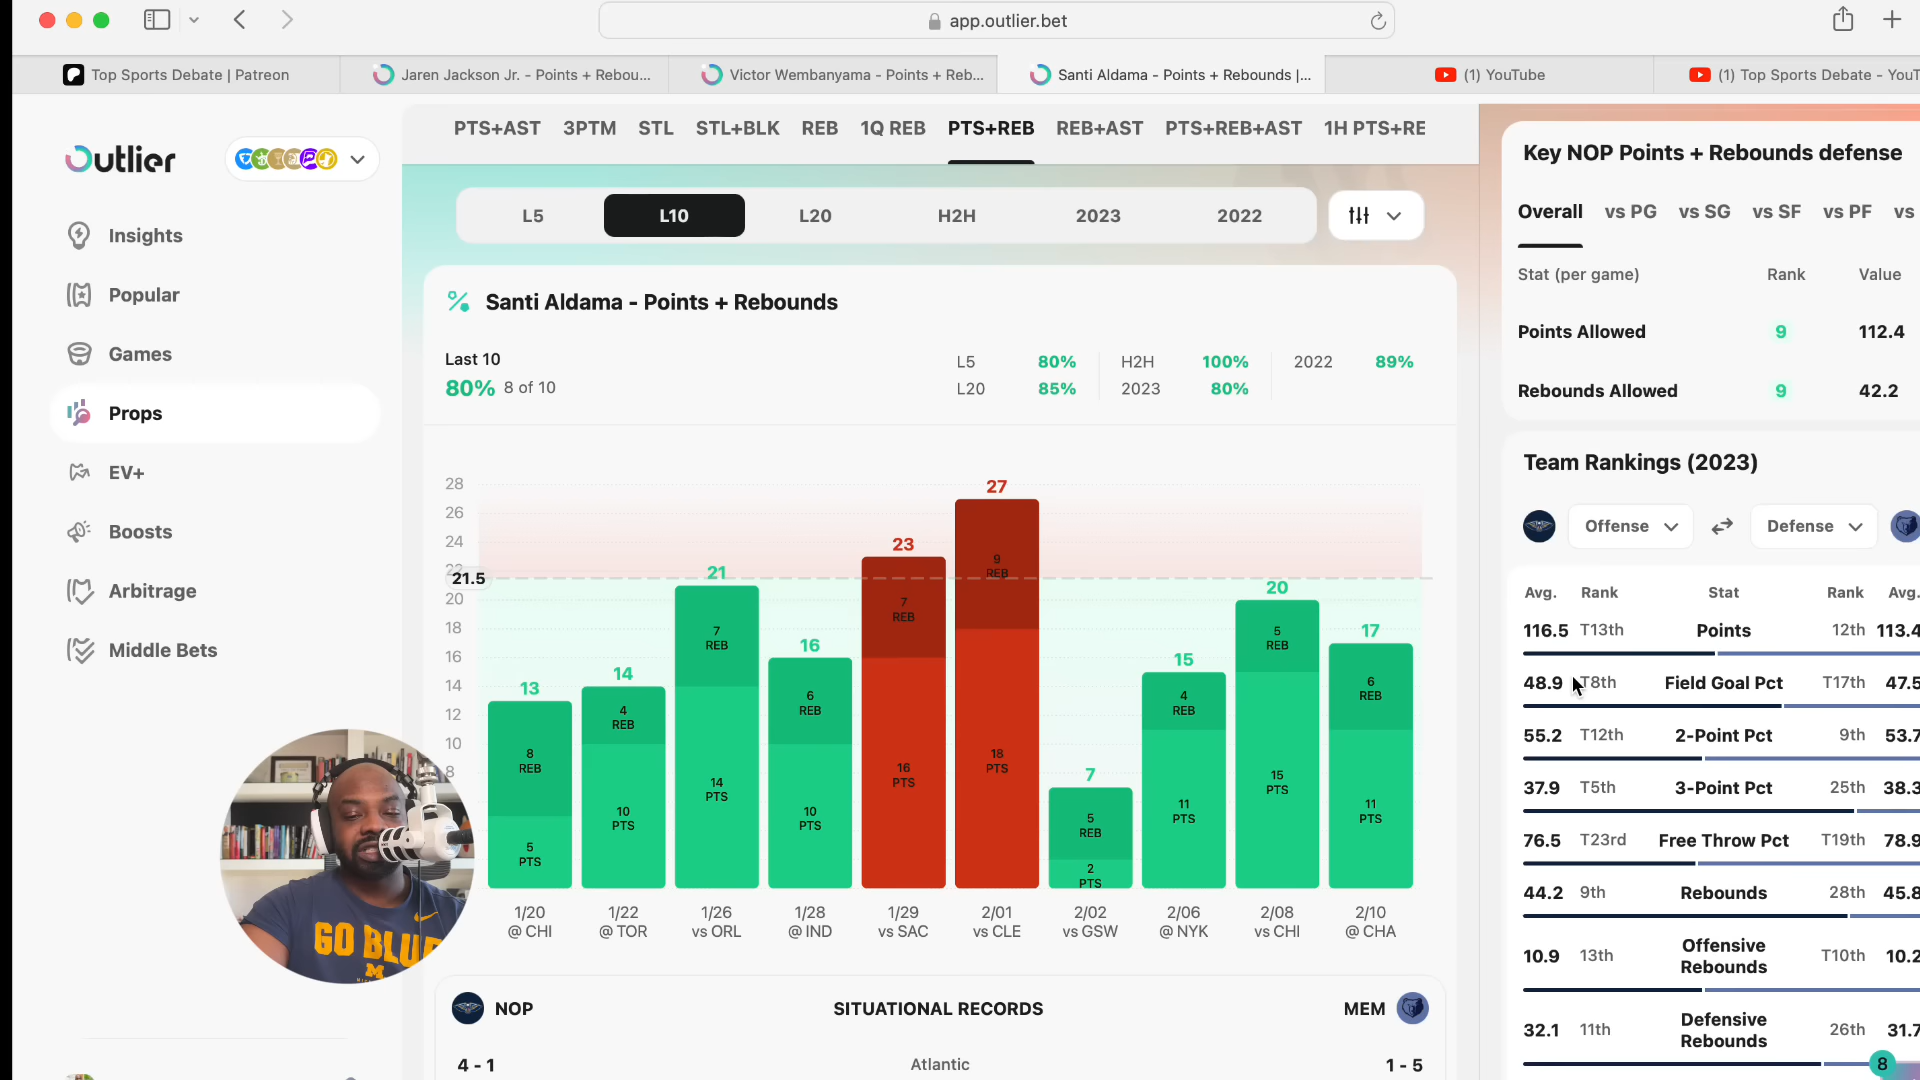 app.outlier.bet
Top Sports Debate | Patreon
Jaren Jackson Jr. - Points + Rebou...
Victor Wembanyama - Points + Reb...
Santi Aldama - Points + Rebounds |...
(1) YouTube
(1) Top Sports Debate - YouT
Outlier
Insights
Popular
Games
Props
EV+
Boosts
Arbitrage
Middle Bets
PTS+AST 3PTM STL STL+BLK REB 1Q REB PTS+REB REB+AST PTS+REB+AST 1H PTS+RE
L5 L10 L20 H2H 2023 2022
Santi Aldama - Points + Rebounds
Last 10
80% 8 of 10
L5 80% H2H 100% 2022 89%
L20 85% 2023 80%
28
26
24
22
21.5
20
18
16
14
12
10
8
13
8
REB
5
PTS
14
4
REB
10
PTS
21
7
REB
14
PTS
16
6
REB
10
PTS
23
7
REB
16
PTS
27
9
REB
18
PTS
7
5
REB
2
PTS
15
4
REB
11
PTS
20
5
REB
15
PTS
17
6
REB
11
PTS
1/20 1/22 1/26 1/28 1/29 2/01 2/02 2/06 2/08 2/10
@ CHI @ TOR vs ORL @ IND vs SAC vs CLE vs GSW @ NYK vs CHI @ CHA
NOP SITUATIONAL RECORDS MEM
4 - 1 Atlantic 1 - 5
Key NOP Points + Rebounds defense
Overall vs PG vs SG vs SF vs PF vs
Stat (per game) Rank Value
Points Allowed 9 112.4
Rebounds Allowed 9 42.2
Team Rankings (2023)
Offense Defense
Avg. Rank Stat Rank Avg.
116.5 T13th Points 12th 113.4
48.9 T8th Field Goal Pct T17th 47.5
55.2 T12th 2-Point Pct 9th 53.7
37.9 T5th 3-Point Pct 25th 38.3
76.5 T23rd Free Throw Pct T19th 78.9
44.2 9th Rebounds 28th 45.8
10.9 13th Offensive Rebounds T10th 10.2
32.1 11th Defensive Rebounds 26th 31.7
8
GO BLUE
M